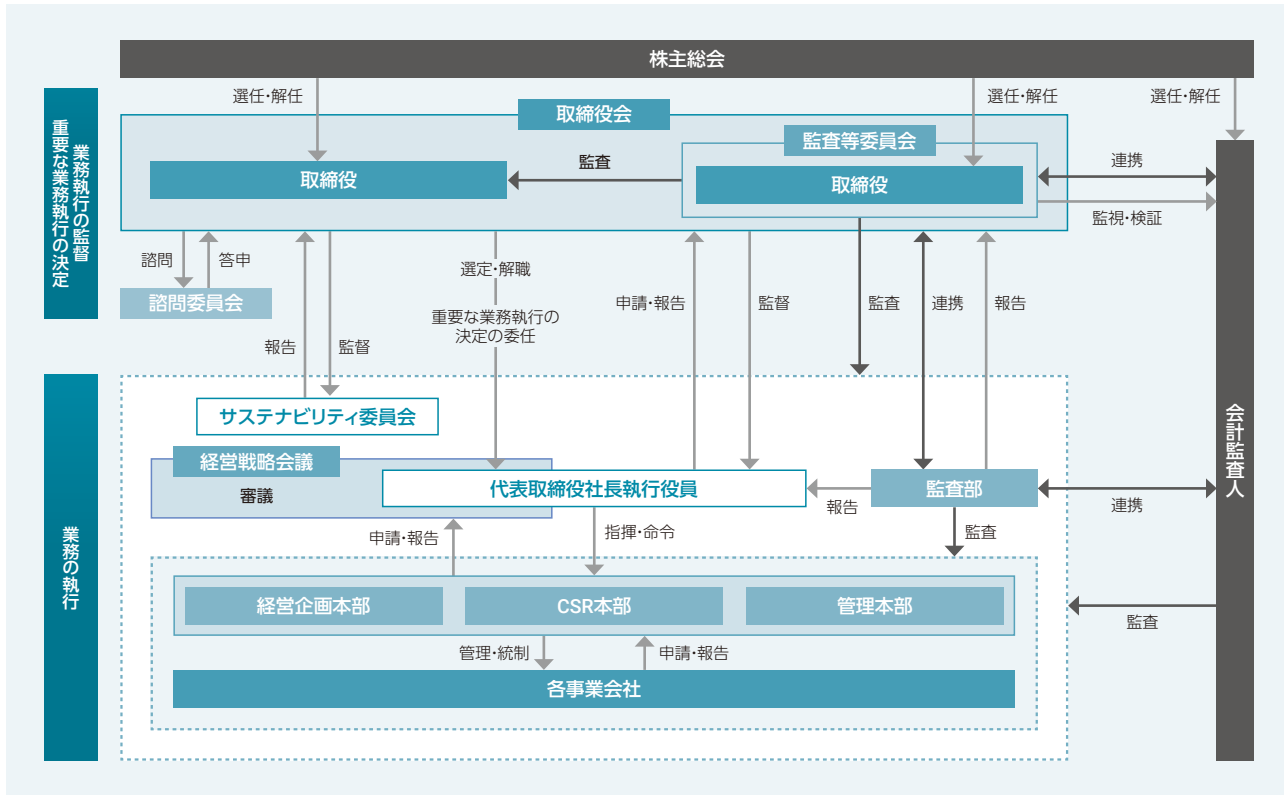 株主総会
選任・解任
選任・解任
選任・解任
業務執行の監督
重要な業務執行の決定
取締役会
監査等委員会
取締役
監査
取締役
連携
監視・検証
諮問
答申
諮問委員会
選定・解職
重要な業務執行の
決定の委任
申請・報告
監督
監査
連携
報告
報告
監督
業務の執行
サステナビリティ委員会
経営戦略会議
審議
代表取締役社長執行役員
報告
監査部
連携
会計監査人
申請・報告
指揮・命令
監査
経営企画本部
CSR本部
管理本部
監査
管理・統制
申請・報告
各事業会社